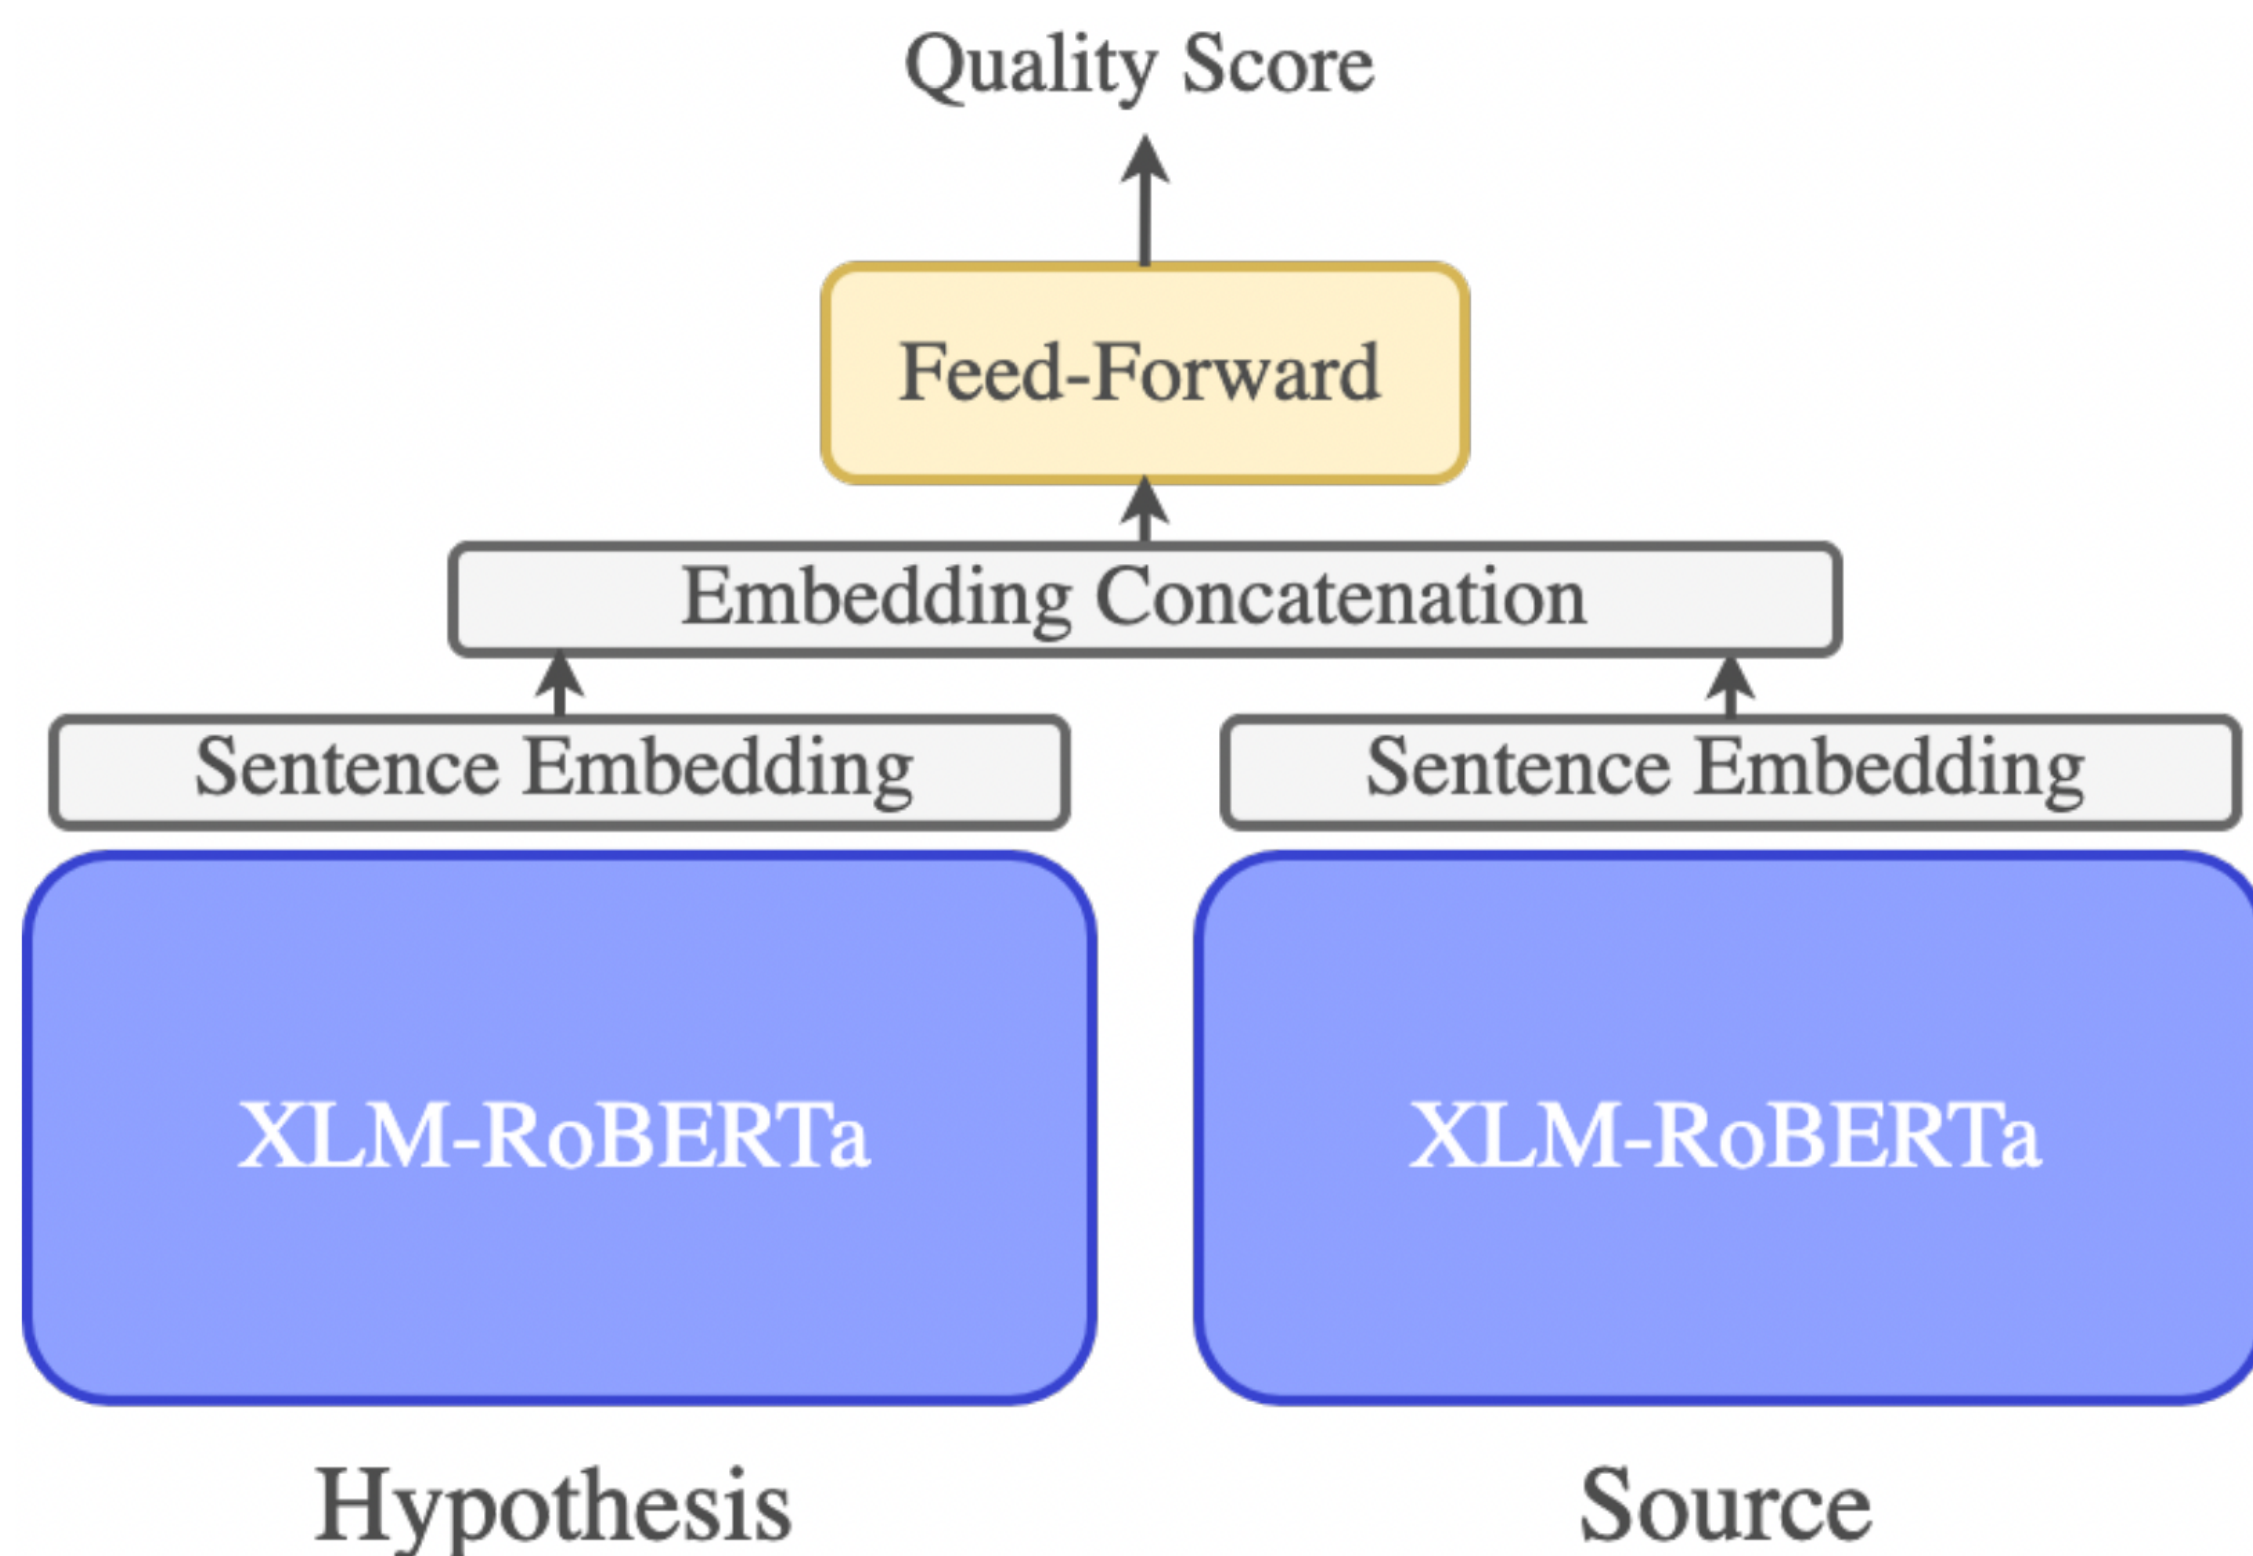 Quality Score
Feed-Forward
Embedding Concatenation
Sentence Embedding
Sentence Embedding
XLM-RoBERTa
XLM-RoBERTa
Hypothesis
Source